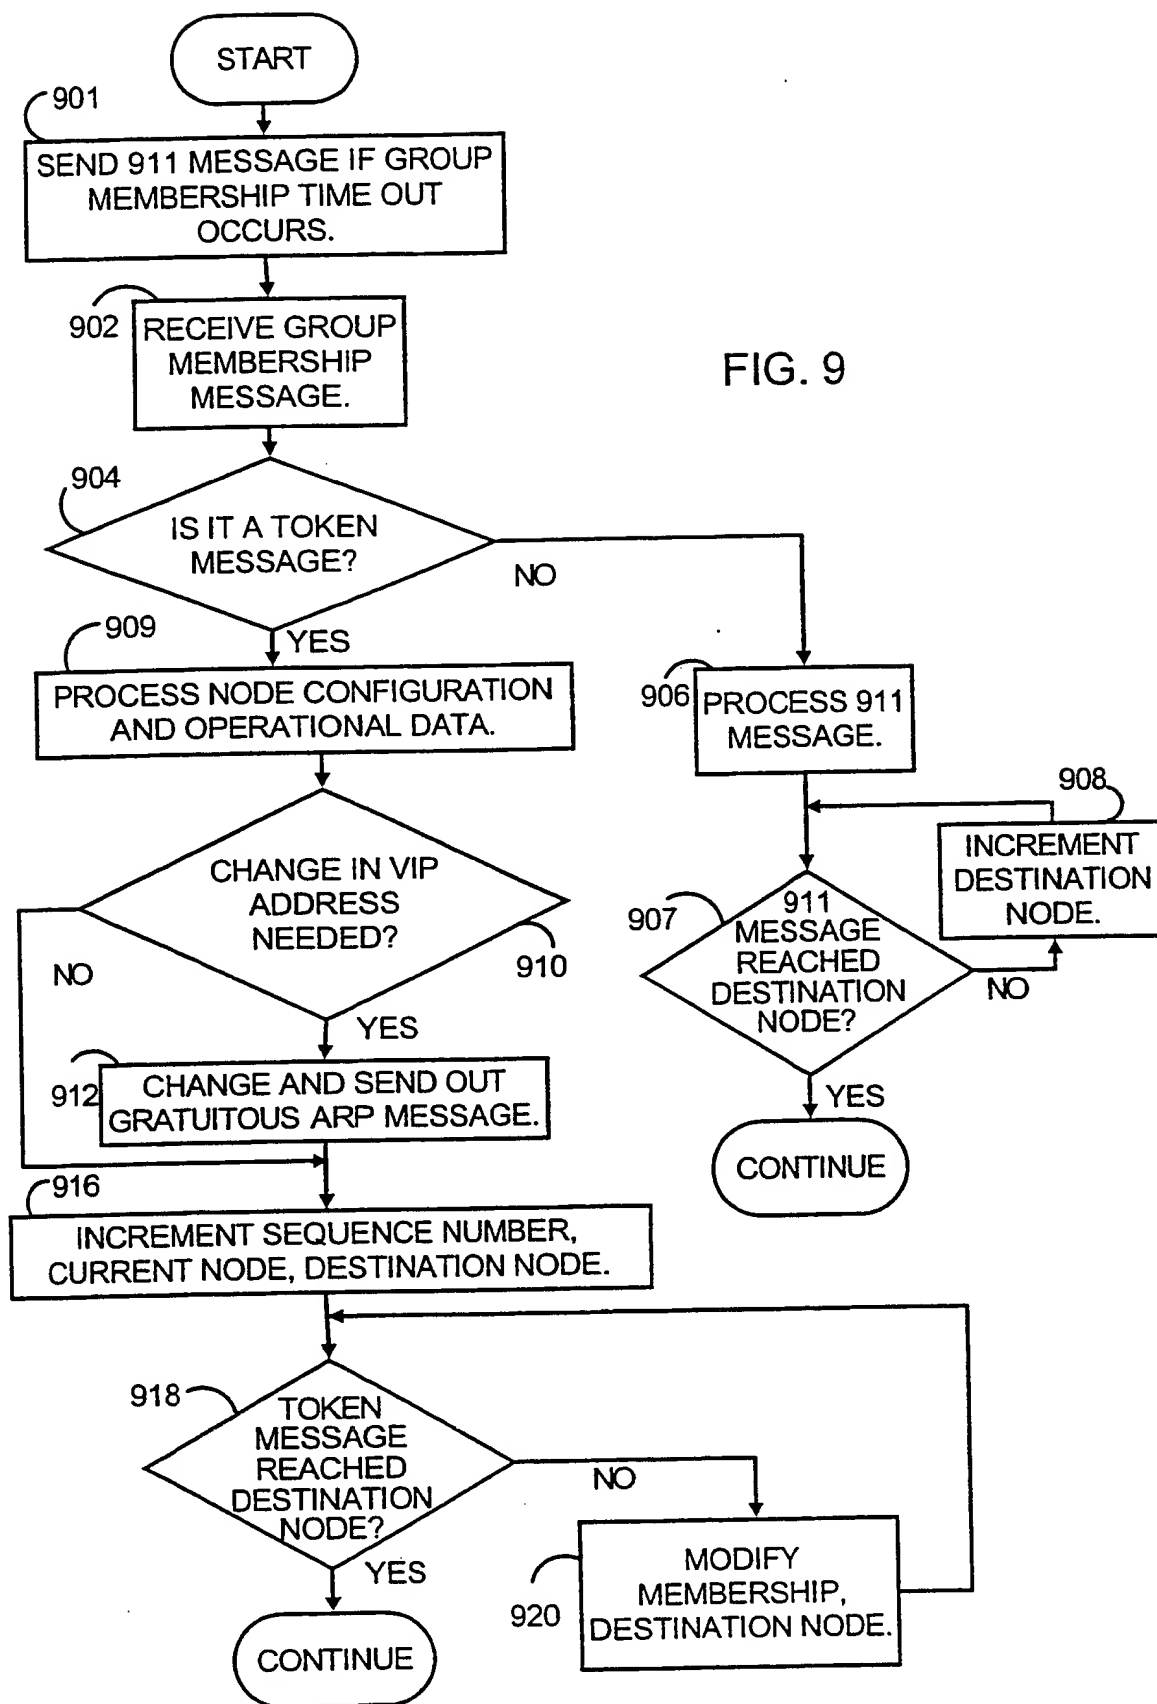 START
901
SEND 911 MESSAGE IF GROUP
MEMBERSHIP TIME OUT
OCCURS.
902
RECEIVE GROUP
MEMBERSHIP
MESSAGE.
FIG. 9
904
IS IT A TOKEN
MESSAGE?
NO
YES
909
PROCESS NODE CONFIGURATION
AND OPERATIONAL DATA.
906
PROCESS 911
MESSAGE.
908
INCREMENT
DESTINATION
NODE.
907
911
MESSAGE
REACHED
DESTINATION
NODE?
NO
YES
CONTINUE
CHANGE IN VIP
ADDRESS
NEEDED?
910
NO
YES
912
CHANGE AND SEND OUT
GRATUITOUS ARP MESSAGE.
916
INCREMENT SEQUENCE NUMBER,
CURRENT NODE, DESTINATION NODE.
918
TOKEN
MESSAGE
REACHED
DESTINATION
NODE?
NO
YES
920
MODIFY
MEMBERSHIP,
DESTINATION NODE.
CONTINUE